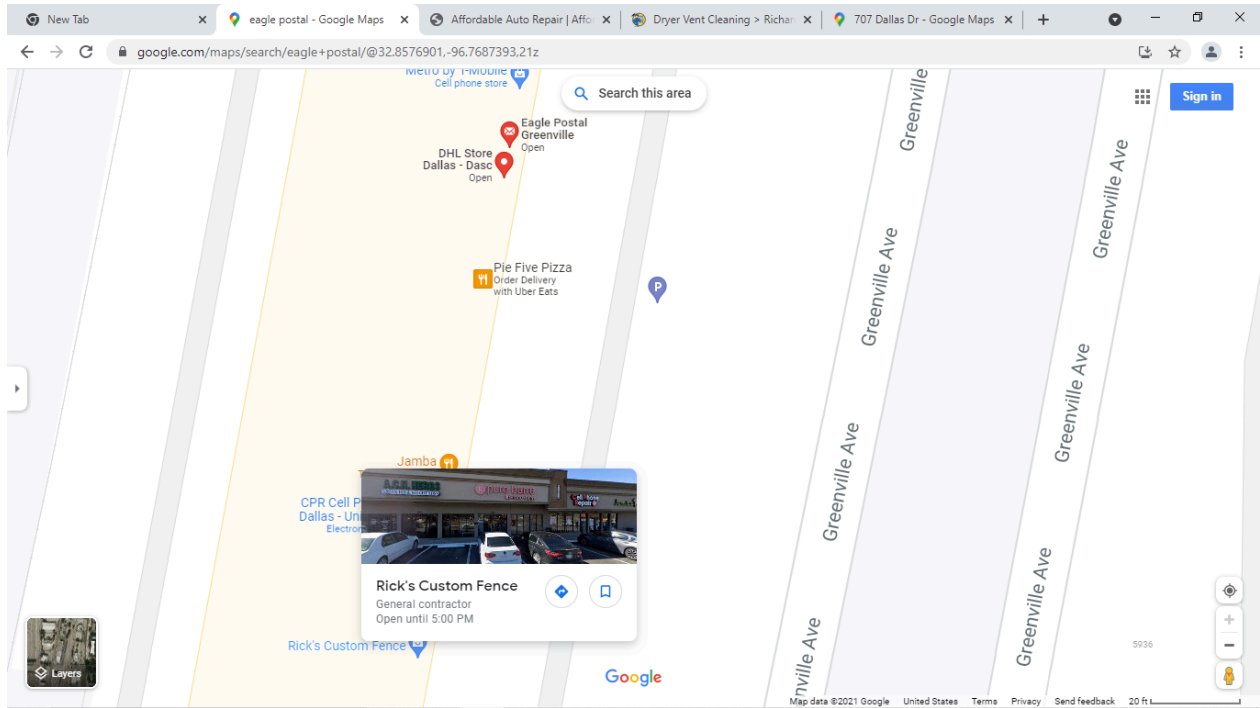 New Tab
eagle postal - Google Maps
Affordable Auto Repair | Affo
Dryer Vent Cleaning > Richar
707 Dallas Dr - Google Maps
google.com/maps/search/eagle+postal/@32.8576901,-96.7687393,21z
Metro by T-Mobile
Cell phone store
Search this area
Sign in
Eagle Postal
Greenville
Open
DHL Store
Dallas - Dasc
Open
Pie Five Pizza
Order Delivery
with Uber Eats
P
Greenville
Greenville Ave
Greenville Ave
Greenville Ave
Greenville Ave
Greenville Ave
nville Ave
Jamba
CPR Cell P
Dallas - Uni
Electron
A.C.H. HERBS
Cell Phone
Repair
Rick's Custom Fence
General contractor
Open until 5:00 PM
Rick's Custom Fence
Layers
Google
5936
Map data ©2021 Google United States Terms Privacy Send feedback 20 ft